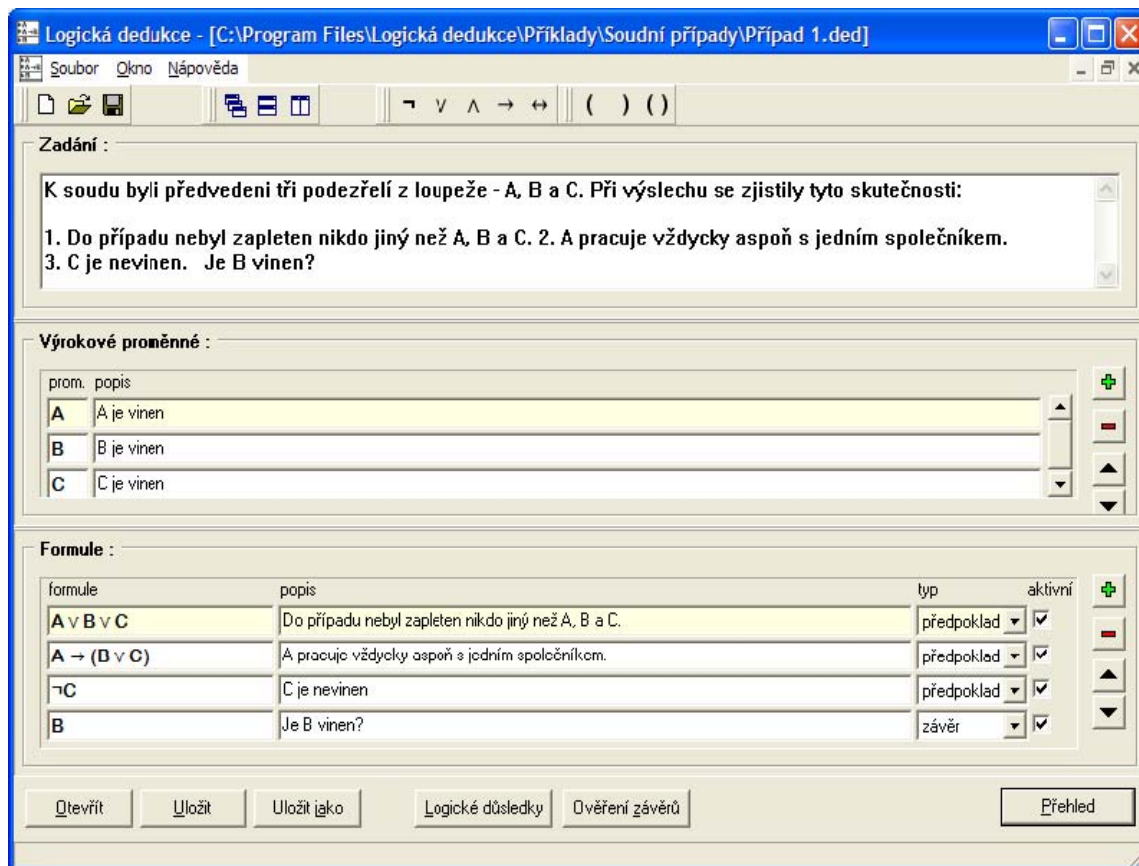 Logická dedukce - [C:\Program Files\Logická dedukce\Příklady\Soudní případy\Případ 1.ded]
Soubor Okno Nápověda
¬ ∨ ∧ → ↔ ( ) ()
Zadání :
K soudu byli předvedeni tři podezřelí z loupeže - A, B a C. Při výslechu se zjistily tyto skutečnosti:
1. Do případu nebyl zapleten nikdo jiný než A, B a C. 2. A pracuje vždycky aspoň s jedním společníkem.
3. C je nevinen. Je B vinen?
Výrokové proměnné :
prom. popis
A A je vinen
B B je vinen
C C je vinen
Formule :
formule popis typ aktivní
A ∨ B ∨ C Do případu nebyl zapleten nikdo jiný než A, B a C. předpoklad
A → (B ∨ C) A pracuje vždycky aspoň s jedním společníkem. předpoklad
¬C C je nevinen předpoklad
B Je B vinen? závěr
Otevřít Uložit Uložit jako Logické důsledky Ověření závěrů Přehled